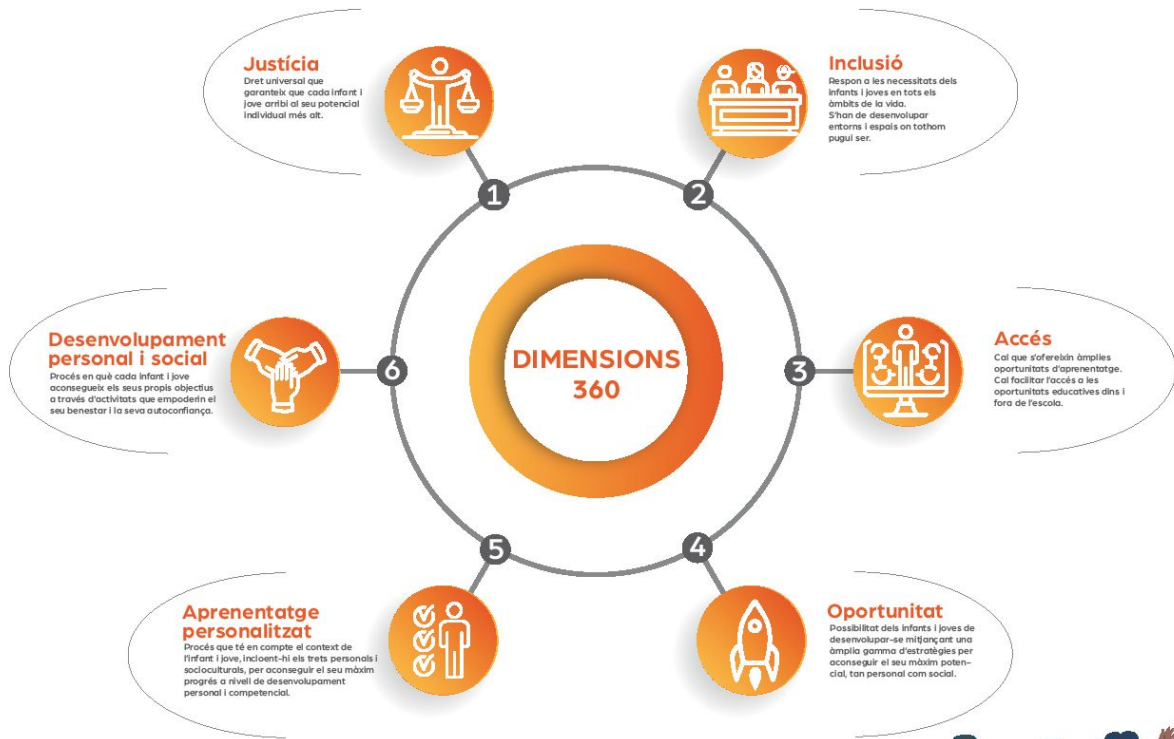 Justícia
Dret universal que
garanteix que cada infant i
jove arribi al seu potencial
individual més alt.
1
Inclusió
Respon a les necessitats dels
infants i joves en tots els
àmbits de la vida.
S'han de desenvolupar
entorns i espais on tothom
pugui ser.
2
Accés
Cal que s'ofereixin àmplies
oportunitats d'aprenentatge.
Cal facilitar l'accés a les
oportunitats educatives dins i
fora de l'escola.
3
Oportunitat
Possibilitat dels infants i joves de
desenvolupar-se mitjançant una
àmplia gamma d'estratègies per
aconseguir el seu màxim poten-
cial, tan personal com social.
4
Aprenentatge
personalitzat
Procés que té en compte el context de
l'infant i jove, incloent-hi els trets personals i
socioculturals, per aconseguir el seu màxim
progrés a nivell de desenvolupament
personal i competencial.
5
Desenvolupament
personal i social
Procés en què cada infant i jove
aconsegueix els seus propis objectius
a través d'activitats que empoderin el
seu benestar i la seva autoconfiança.
6
DIMENSIONS
360